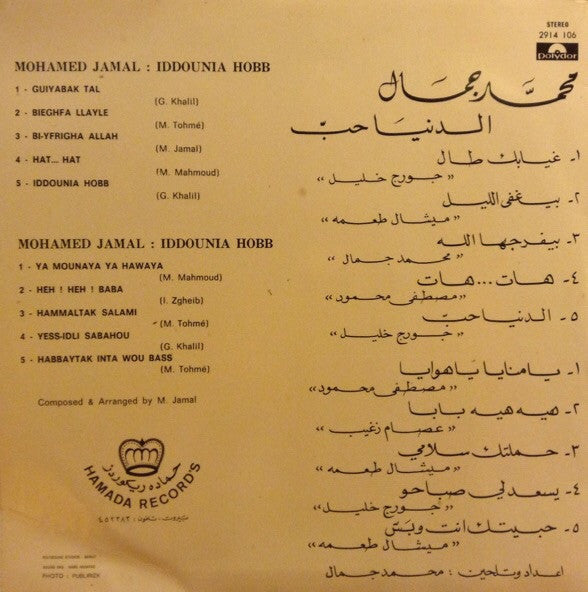 STEREO
2914 106
Polydor
MOHAMED JAMAL : IDDOUNIA HOBB
1 - GUIYABAK TAL
(G. Khalil)
2 - BIEGHFA LLAYLE
(M. Tohmé)
3 - BI-YFRIGHA ALLAH
(M. Jamal)
4 - HAT... HAT
(M. Mahmoud)
5 - IDDOUNIA HOBB
(G. Khalil)
MOHAMED JAMAL : IDDOUNIA HOBB
1 - YA MOUNAYA YA HAWAYA
(M. Mahmoud)
2 - HEH ! HEH ! BABA
(I. Zgheib)
3 - HAMMALTAK SALAMI
(M. Tohmé)
4 - YESS-IDLI SABAHOU
(G. Khalil)
5 - HABBAYTAK INTA WOU BASS
(M. Tohmé)
Composed & Arranged by M. Jamal
حماده ريكوردز
HAMADA RECORD'S
بيروت - تلفون : ٤٥٢٢٨٢
PHOTO : PUBLIREX
محمد جمال
الدنيا حب
١- غيابك طال
« جورج خليل »
٢- بيغفى الليل
« ميشال طعمه »
٣- بيفرجها الله
« محمد جمال »
٤- هات ... هات
« مصطفى محمود »
٥- الدنيا حب
« جورج خليل »
١- يا منايا يا هوايا
« مصطفى محمود »
٢- هيه هيه بابا
« عصام زغيب »
٣- حملتك سلامي
« ميشال طعمه »
٤- يسعدلي صباحو
« جورج خليل »
٥- حبيتك انت وبس
« ميشال طعمه »
اعداد وتلحين : محمد جمال